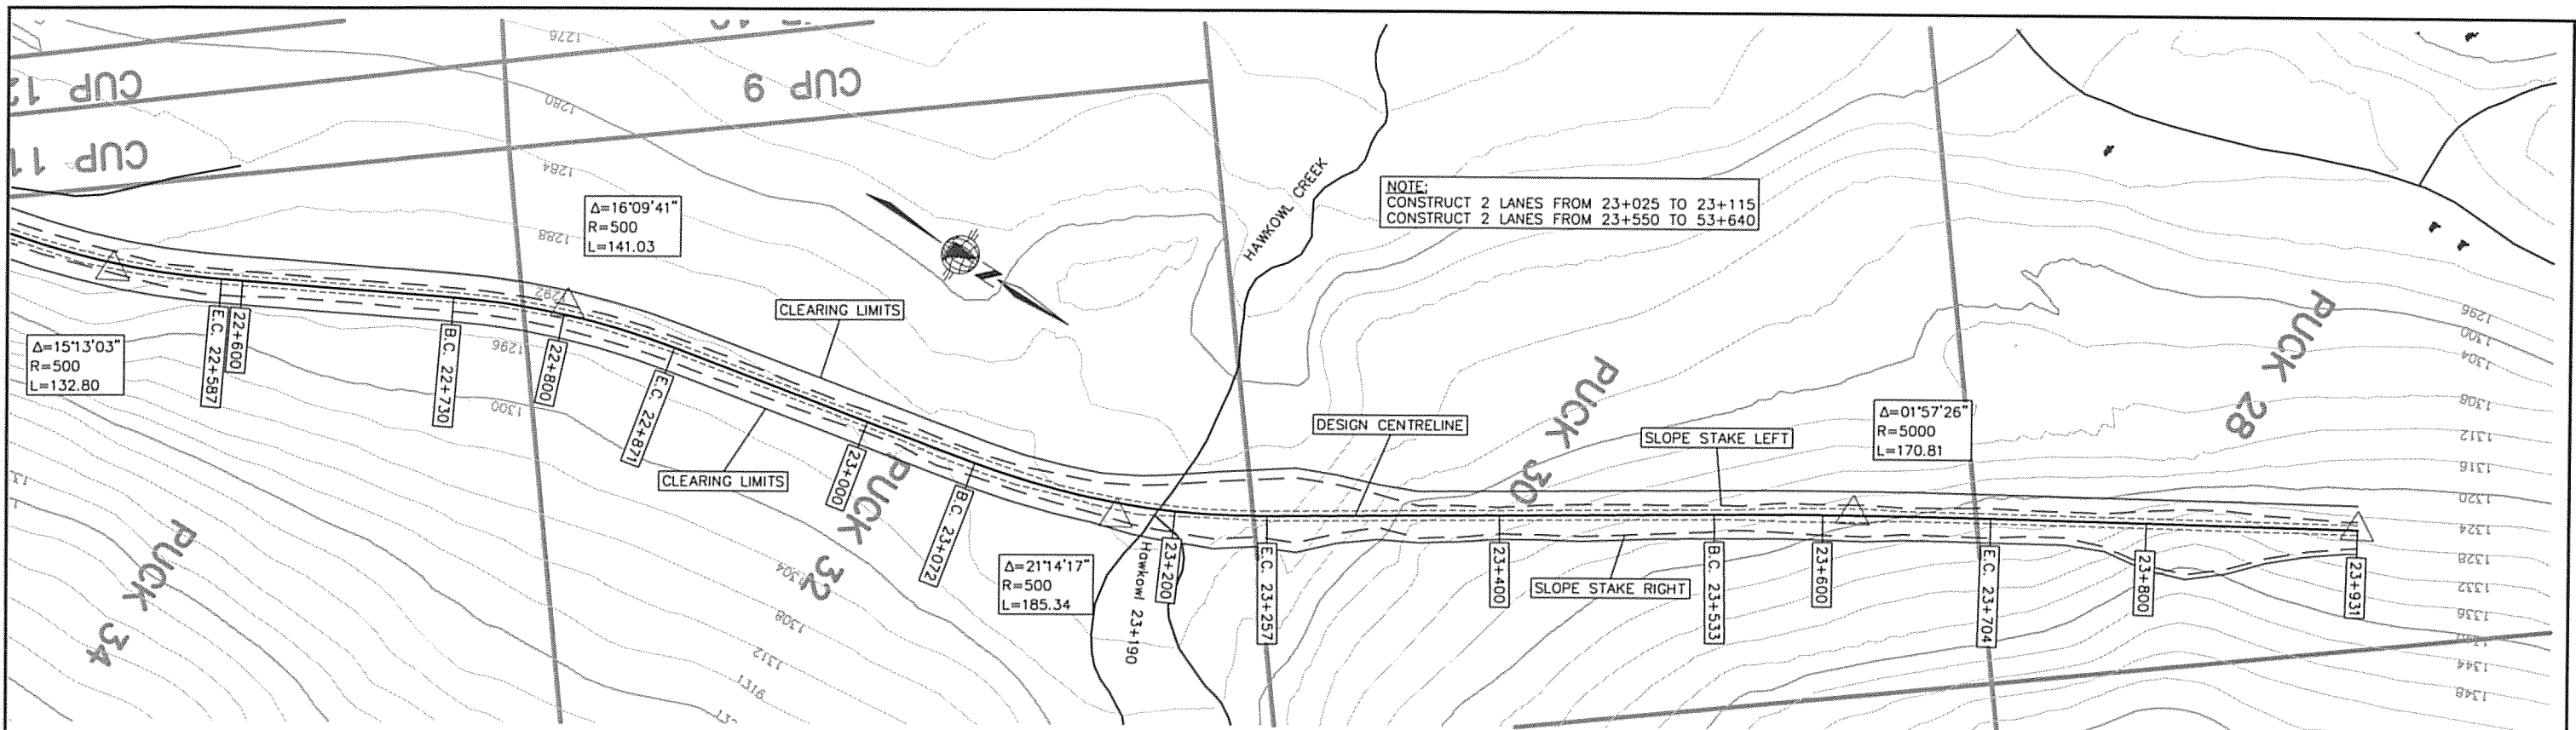 CUP 12
CUP 11
CUP 9
1276
1280
1284
1288
1292
1296
1300
1304
1308
1312
1316
Δ=16°09'41"
R=500
L=141.03
Δ=15°13'03"
R=500
L=132.80
E.C. 22+587
22+600
B.C. 22+730
22+800
E.C. 22+871
23+000
B.C. 23+072
CLEARING LIMITS
CLEARING LIMITS
N
PUCK 34
PUCK 32
Δ=21°14'17"
R=500
L=185.34
Hawkowl 23+190
23+200
E.C. 23+257
HAWKOWL CREEK
NOTE:
CONSTRUCT 2 LANES FROM 23+025 TO 23+115
CONSTRUCT 2 LANES FROM 23+550 TO 53+640
DESIGN CENTRELINE
PUCK 30
SLOPE STAKE LEFT
SLOPE STAKE RIGHT
23+400
B.C. 23+533
23+600
Δ=01°57'26"
R=5000
L=170.81
E.C. 23+704
23+800
23+931
PUCK 28
1296
1300
1304
1308
1312
1316
1320
1324
1328
1332
1336
1344
1348